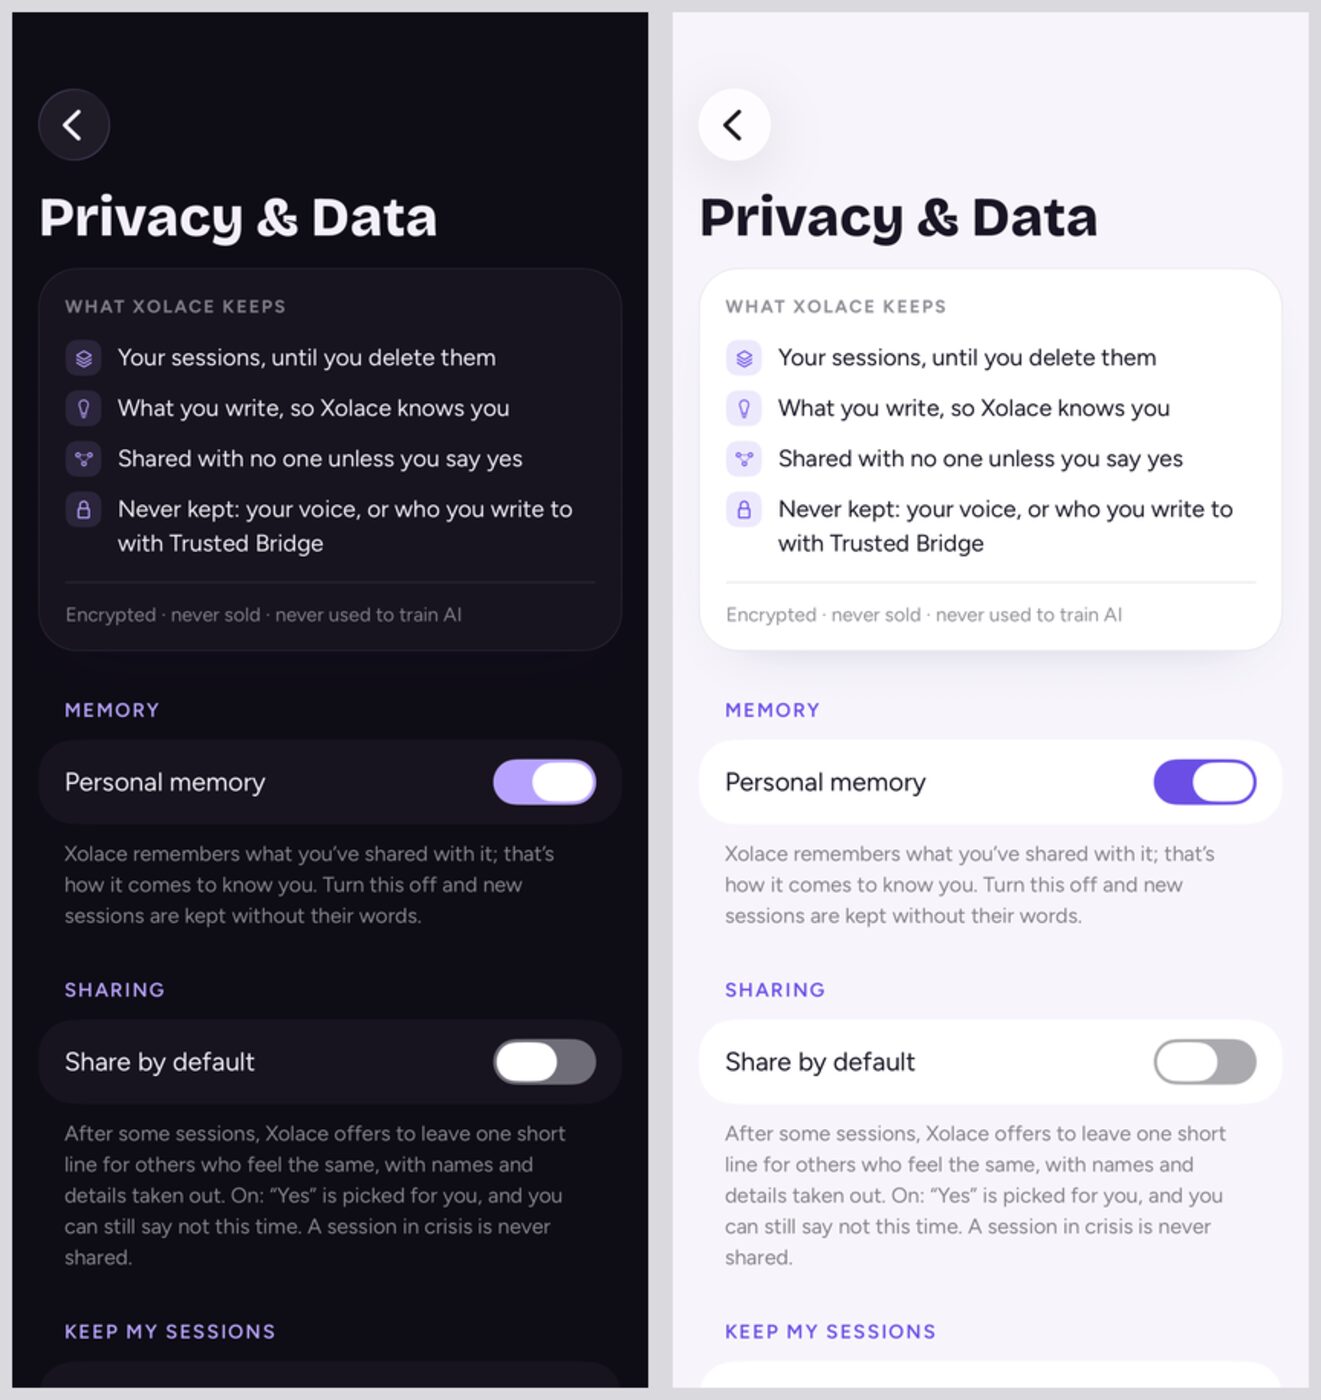 Privacy & Data
WHAT XOLACE KEEPS
Your sessions, until you delete them
What you write, so Xolace knows you
Shared with no one unless you say yes
Never kept: your voice, or who you write to
with Trusted Bridge
Encrypted · never sold · never used to train AI
MEMORY
Personal memory
Xolace remembers what you’ve shared with it; that’s
how it comes to know you. Turn this off and new
sessions are kept without their words.
SHARING
Share by default
After some sessions, Xolace offers to leave one short
line for others who feel the same, with names and
details taken out. On: “Yes” is picked for you, and you
can still say not this time. A session in crisis is never
shared.
KEEP MY SESSIONS
Privacy & Data
WHAT XOLACE KEEPS
Your sessions, until you delete them
What you write, so Xolace knows you
Shared with no one unless you say yes
Never kept: your voice, or who you write to
with Trusted Bridge
Encrypted · never sold · never used to train AI
MEMORY
Personal memory
Xolace remembers what you’ve shared with it; that’s
how it comes to know you. Turn this off and new
sessions are kept without their words.
SHARING
Share by default
After some sessions, Xolace offers to leave one short
line for others who feel the same, with names and
details taken out. On: “Yes” is picked for you, and you
can still say not this time. A session in crisis is never
shared.
KEEP MY SESSIONS